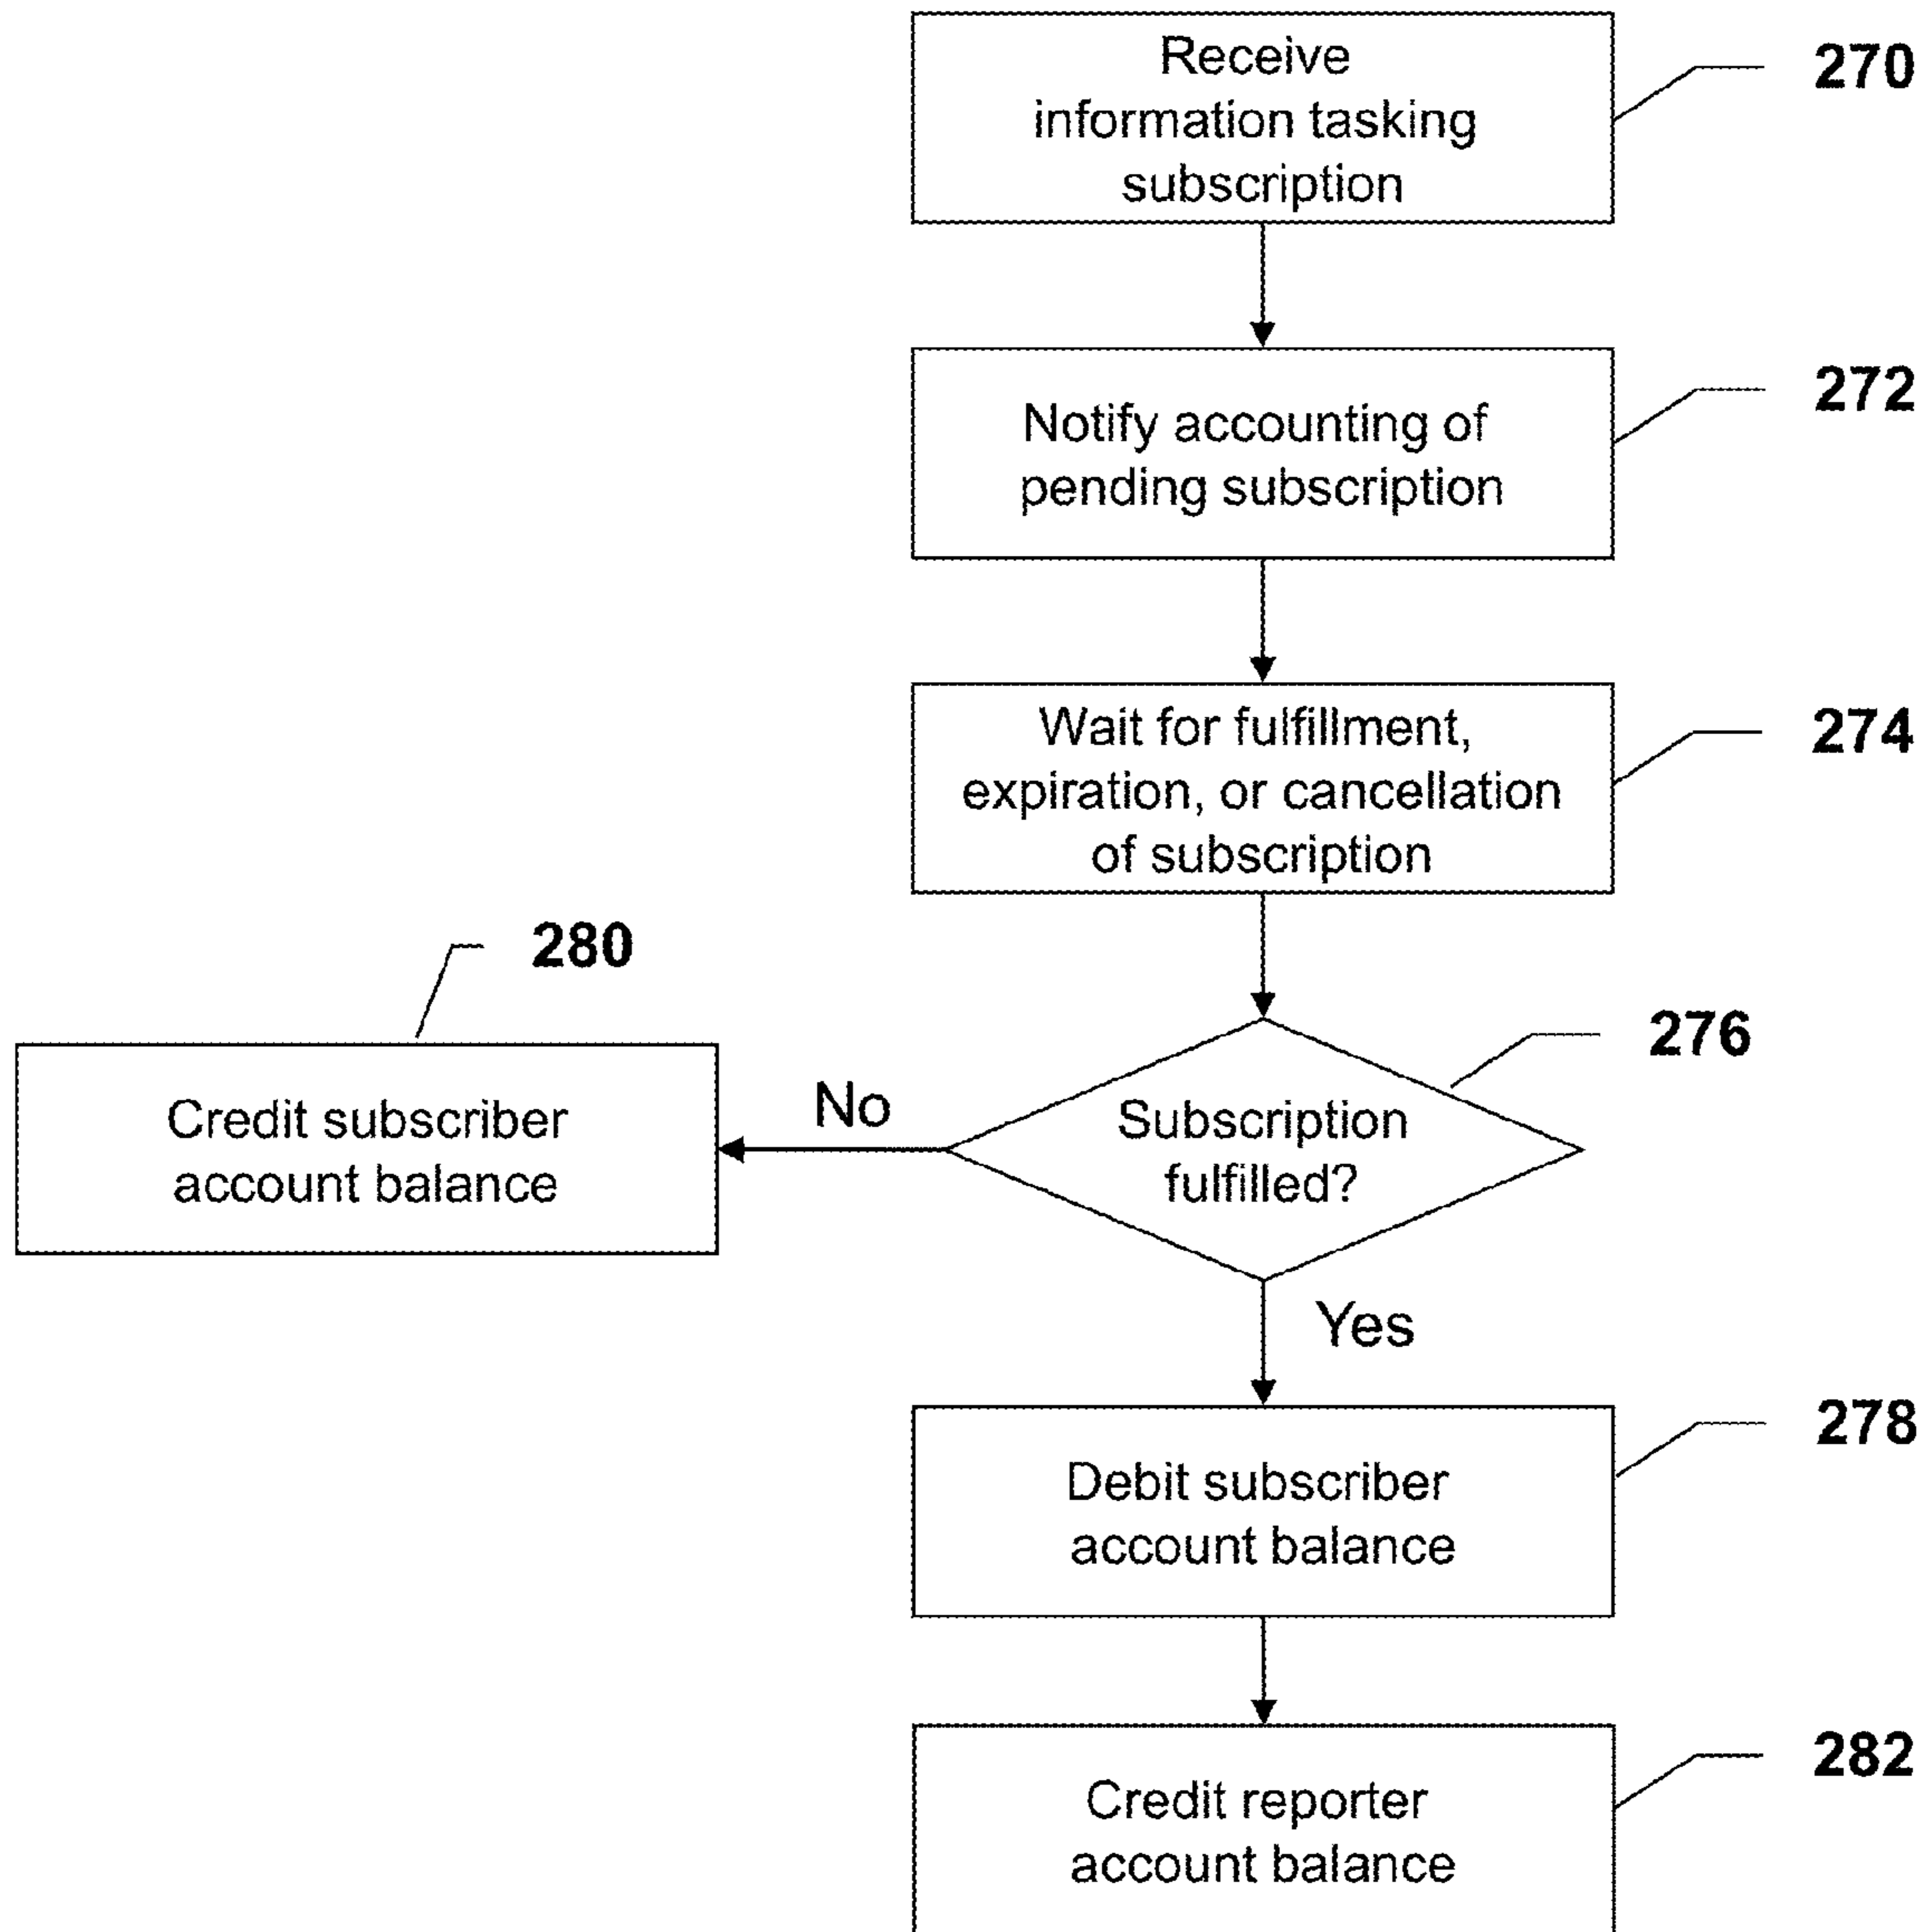 Receive
information tasking
subscription
270
Notify accounting of
pending subscription
272
Wait for fulfillment,
expiration, or cancellation
of subscription
274
280
Credit subscriber
account balance
No
276
Subscription
fulfilled?
Yes
278
Debit subscriber
account balance
282
Credit reporter
account balance